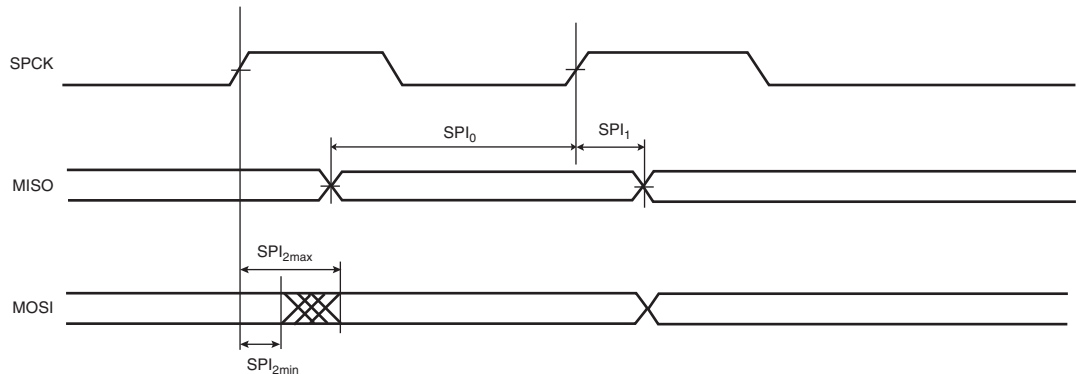 SPCK
SPI₀
SPI₁
MISO
SPI₂ₘₐₓ
MOSI
SPI₂ₘᵢₙ